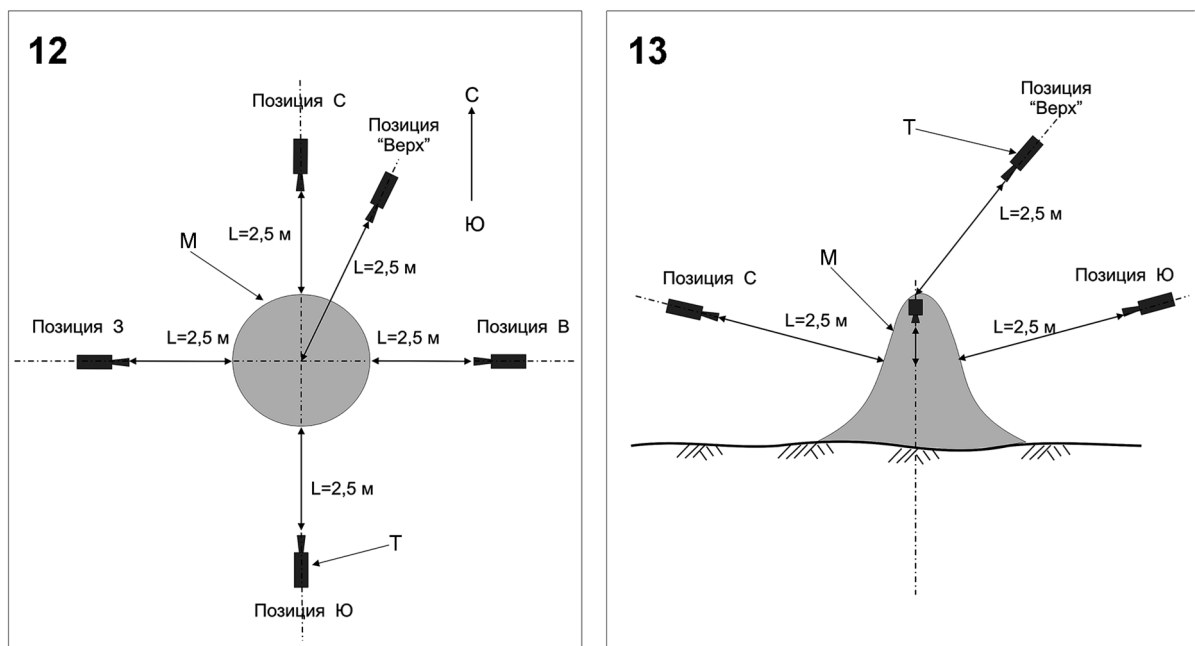 12
Позиция С
С
Позиция
“Верх”
Ю
М
L=2,5 м
L=2,5 м
Позиция З
L=2,5 м
L=2,5 м
Позиция В
L=2,5 м
Т
Позиция Ю
13
Позиция
“Верх”
Т
L=2,5 м
М
Позиция С
Позиция Ю
L=2,5 м
L=2,5 м